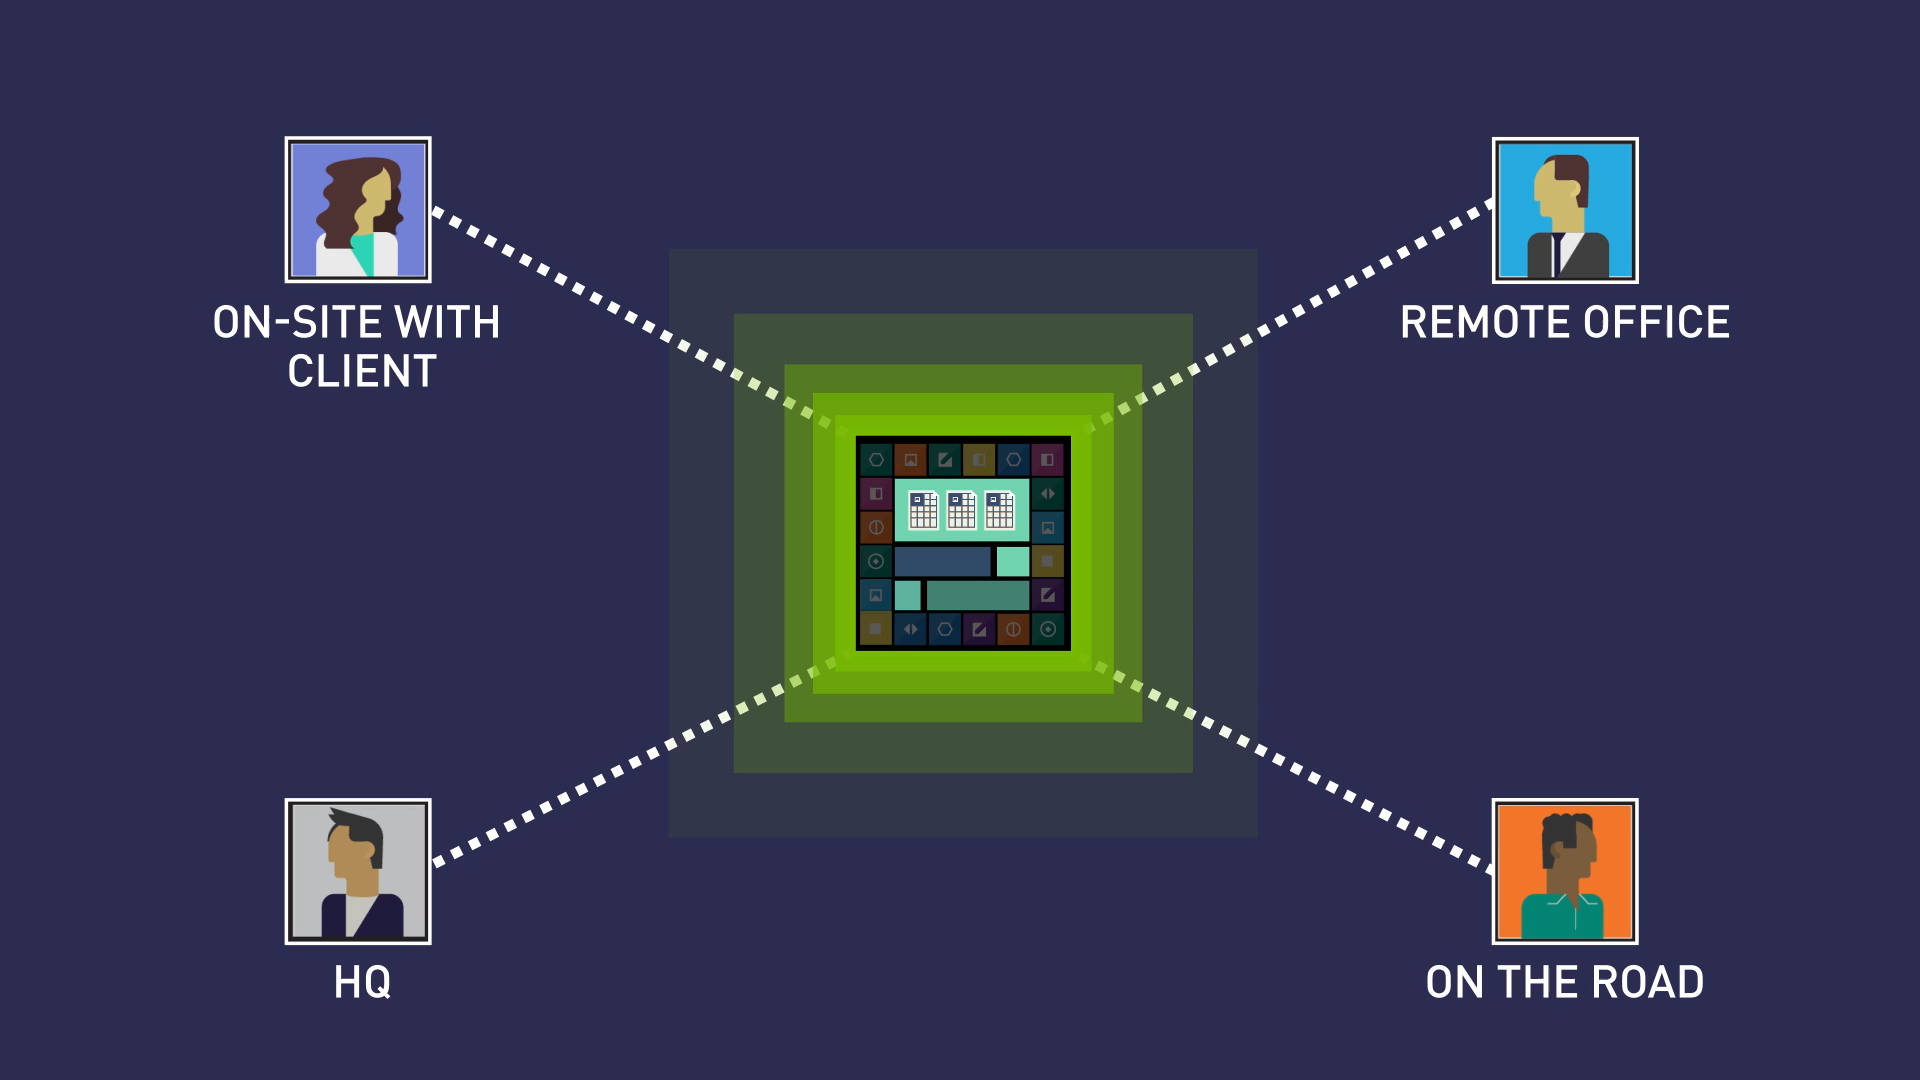 ON-SITE WITH
CLIENT
REMOTE OFFICE
HQ
ON THE ROAD